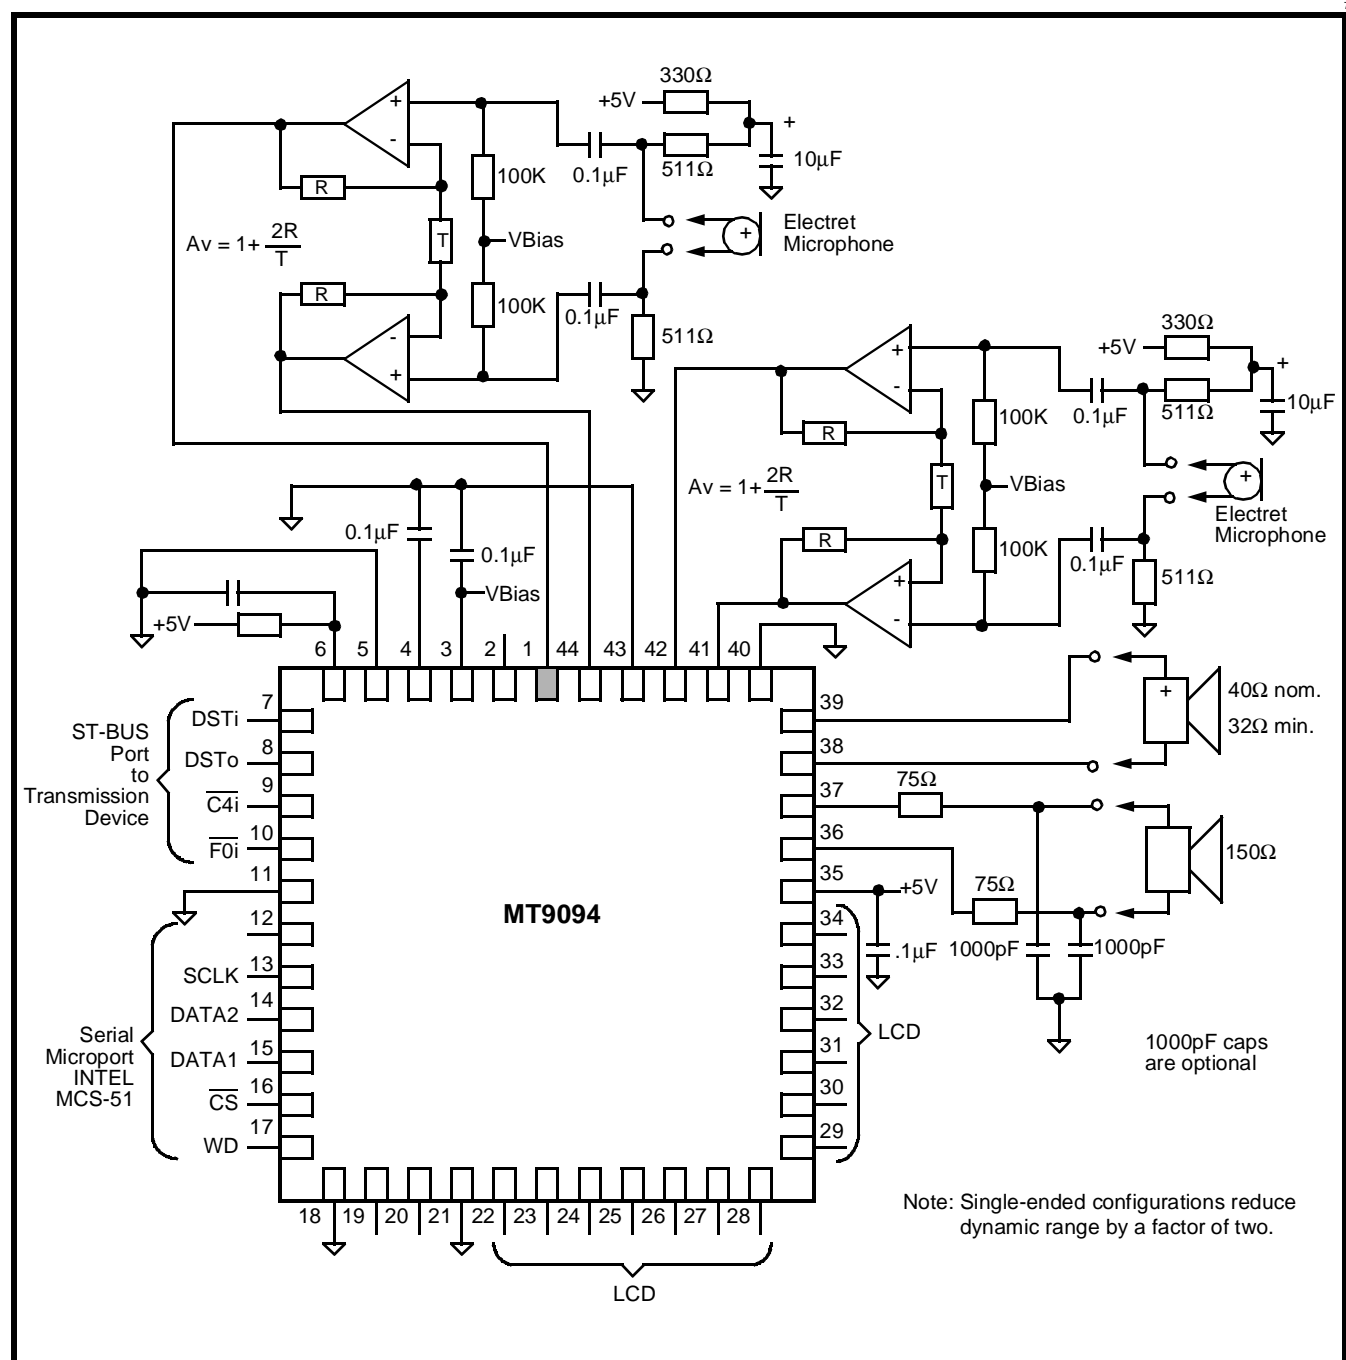 330Ω
+5V
+
+
-
0.1µF
511Ω
10µF
100K
R
Av = 1+ 2R
T
T
VBias
+
Electret
Microphone
R
100K
0.1µF
511Ω
-
+
330Ω
+5V
+
+
-
0.1µF
511Ω
10µF
100K
R
Av = 1+ 2R
T
T
VBias
+
Electret
Microphone
R
100K
0.1µF
511Ω
+
-
0.1µF
0.1µF
VBias
+5V
6 5 4 3 2 1 44 43 42 41 40
ST-BUS
Port
to
Transmission
Device
DSTi 7
DSTo 8
C4i 9
F0i 10
11
12
SCLK 13
DATA2 14
DATA1 15
CS 16
WD 17
Serial
Microport
INTEL
MCS-51
MT9094
39
38
37
36
35
34
33
32
31
30
29
+
40Ω nom.
32Ω min.
75Ω
150Ω
75Ω
+5V
.1µF
1000pF
1000pF
LCD
1000pF caps
are optional
18 19 20 21 22 23 24 25 26 27 28
LCD
Note: Single-ended configurations reduce
dynamic range by a factor of two.